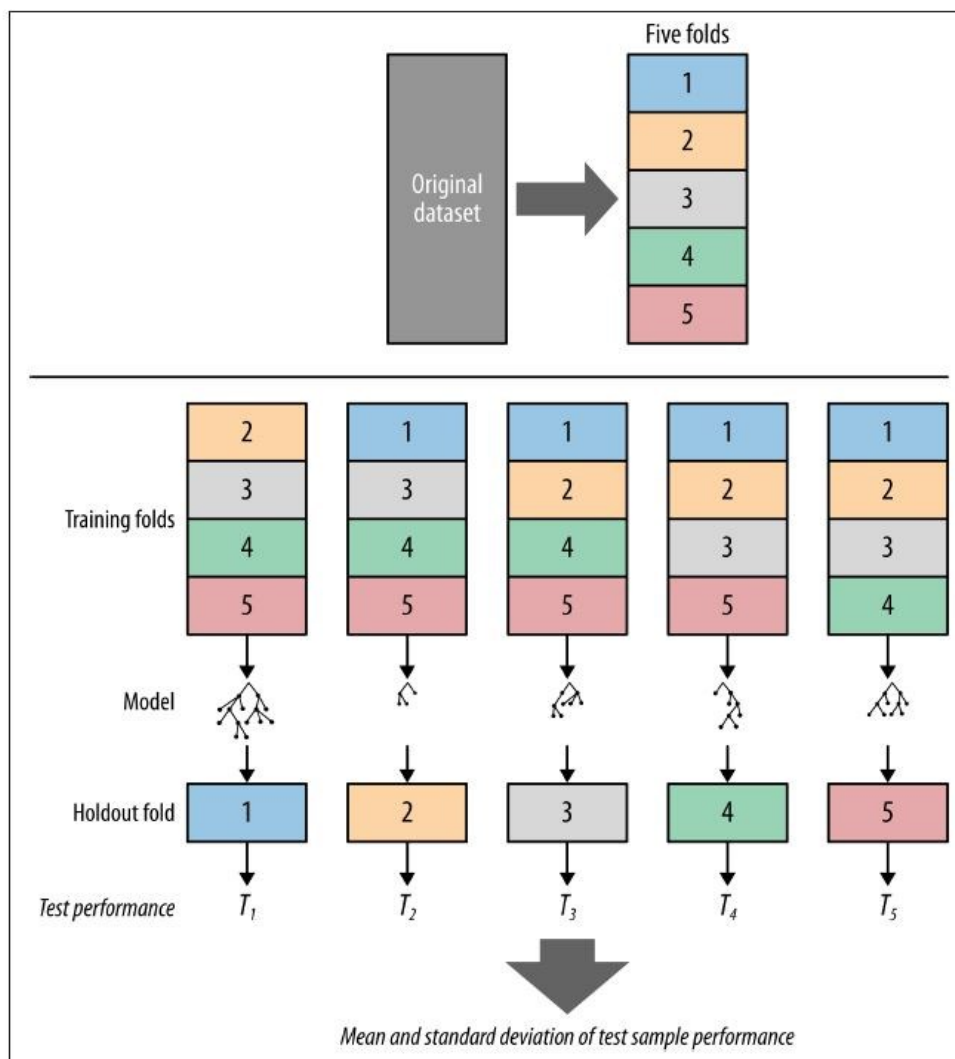 Five folds
1
2
Original
dataset
3
4
5
2 1 1 1 1
3 3 2 2 2
Training folds
4 4 4 3 3
5 5 5 5 4
Model
Holdout fold 1 2 3 4 5
Test performance T1 T2 T3 T4 T5
Mean and standard deviation of test sample performance